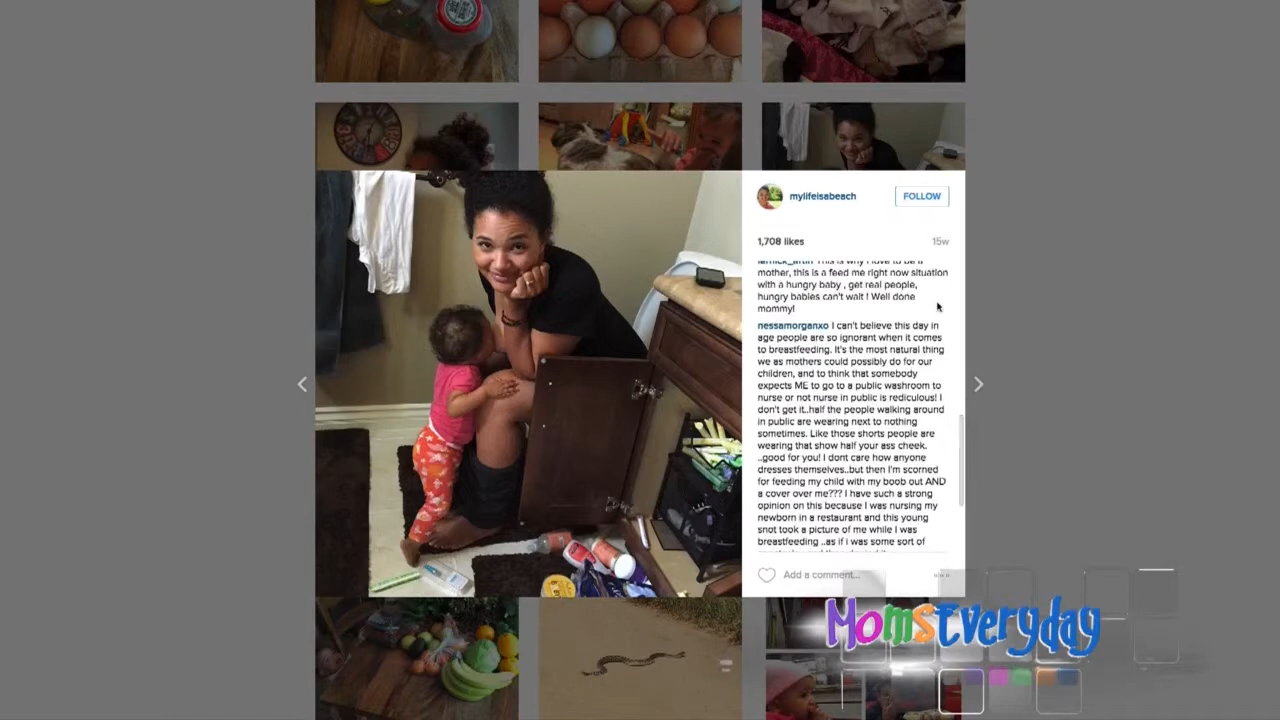 mylifeisabeach
FOLLOW
1,708 likes
15w
This is why I love to be a
mother, this is a feed me right now situation
with a hungry baby , get real people,
hungry babies can't wait ! Well done
mommy!
nessamorganxo I can't believe this day in
age people are so ignorant when it comes
to breastfeeding. It's the most natural thing
we as mothers could possibly do for our
children, and to think that somebody
expects ME to go to a public washroom to
nurse or not nurse in public is rediculous! I
don't get it..half the people walking around
in public are wearing next to nothing
sometimes. Like those shorts people are
wearing that show half your ass cheek.
..good for you! I dont care how anyone
dresses themselves..but then I'm scorned
for feeding my child with my boob out AND
a cover over me??? I have such a strong
opinion on this because I was nursing my
newborn in a restaurant and this young
snot took a picture of me while I was
breastfeeding ..as if i was some sort of
Add a comment...
MomsEveryday